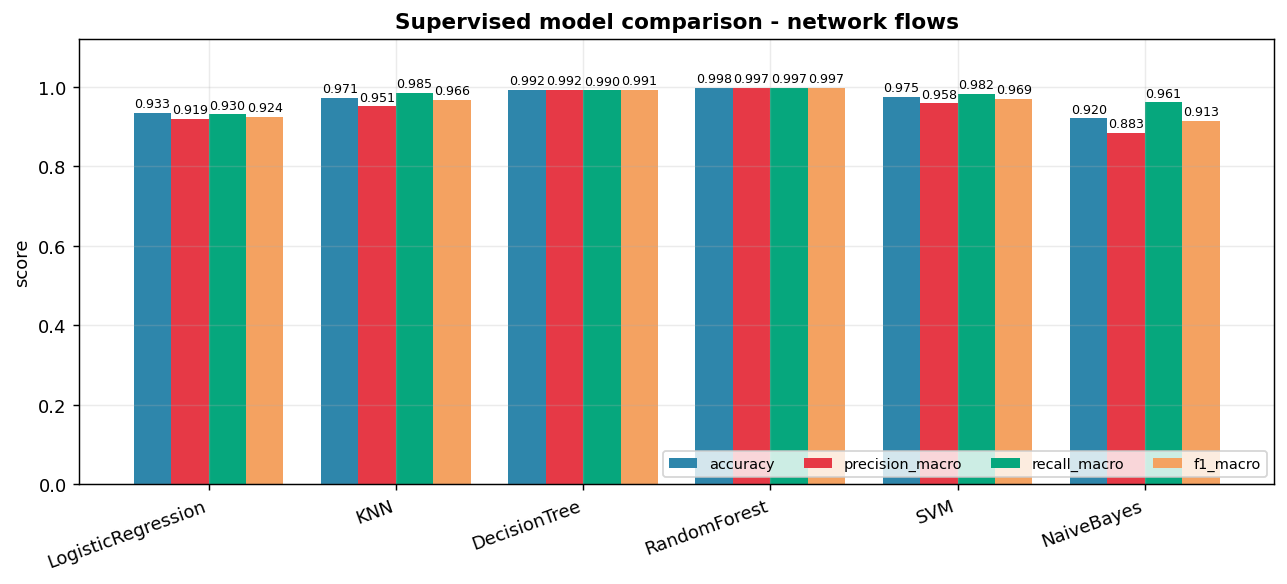 Supervised model comparison - network flows
score
1.0
0.8
0.6
0.4
0.2
0.0
0.933 0.919 0.930 0.924
0.971 0.951 0.985 0.966
0.992 0.992 0.990 0.991
0.998 0.997 0.997 0.997
0.975 0.958 0.982 0.969
0.920 0.883 0.961 0.913
accuracy precision_macro recall_macro f1_macro
LogisticRegression
KNN
DecisionTree
RandomForest
SVM
NaiveBayes